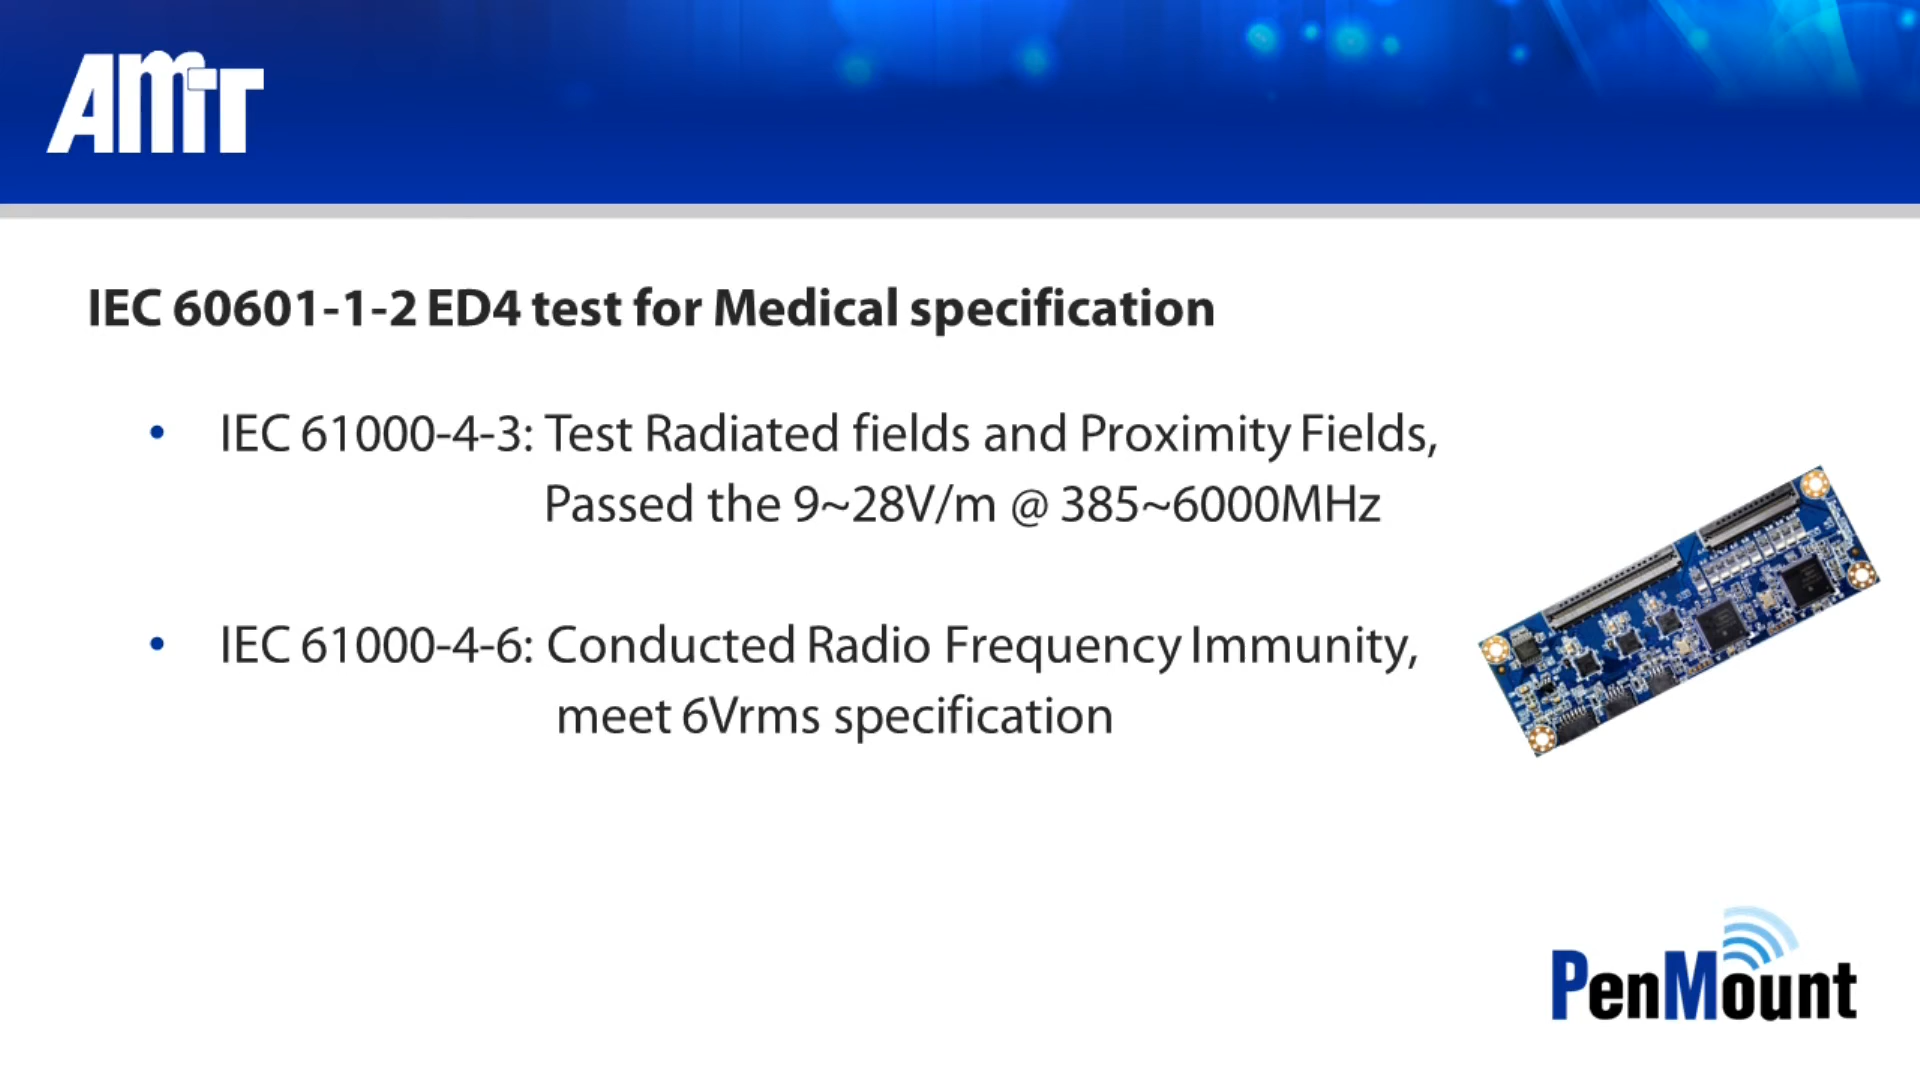 AMiT
IEC 60601-1-2 ED4 test for Medical specification
• IEC 61000-4-3: Test Radiated fields and Proximity Fields,
Passed the 9~28V/m @ 385~6000MHz
• IEC 61000-4-6: Conducted Radio Frequency Immunity,
meet 6Vrms specification
PenMount